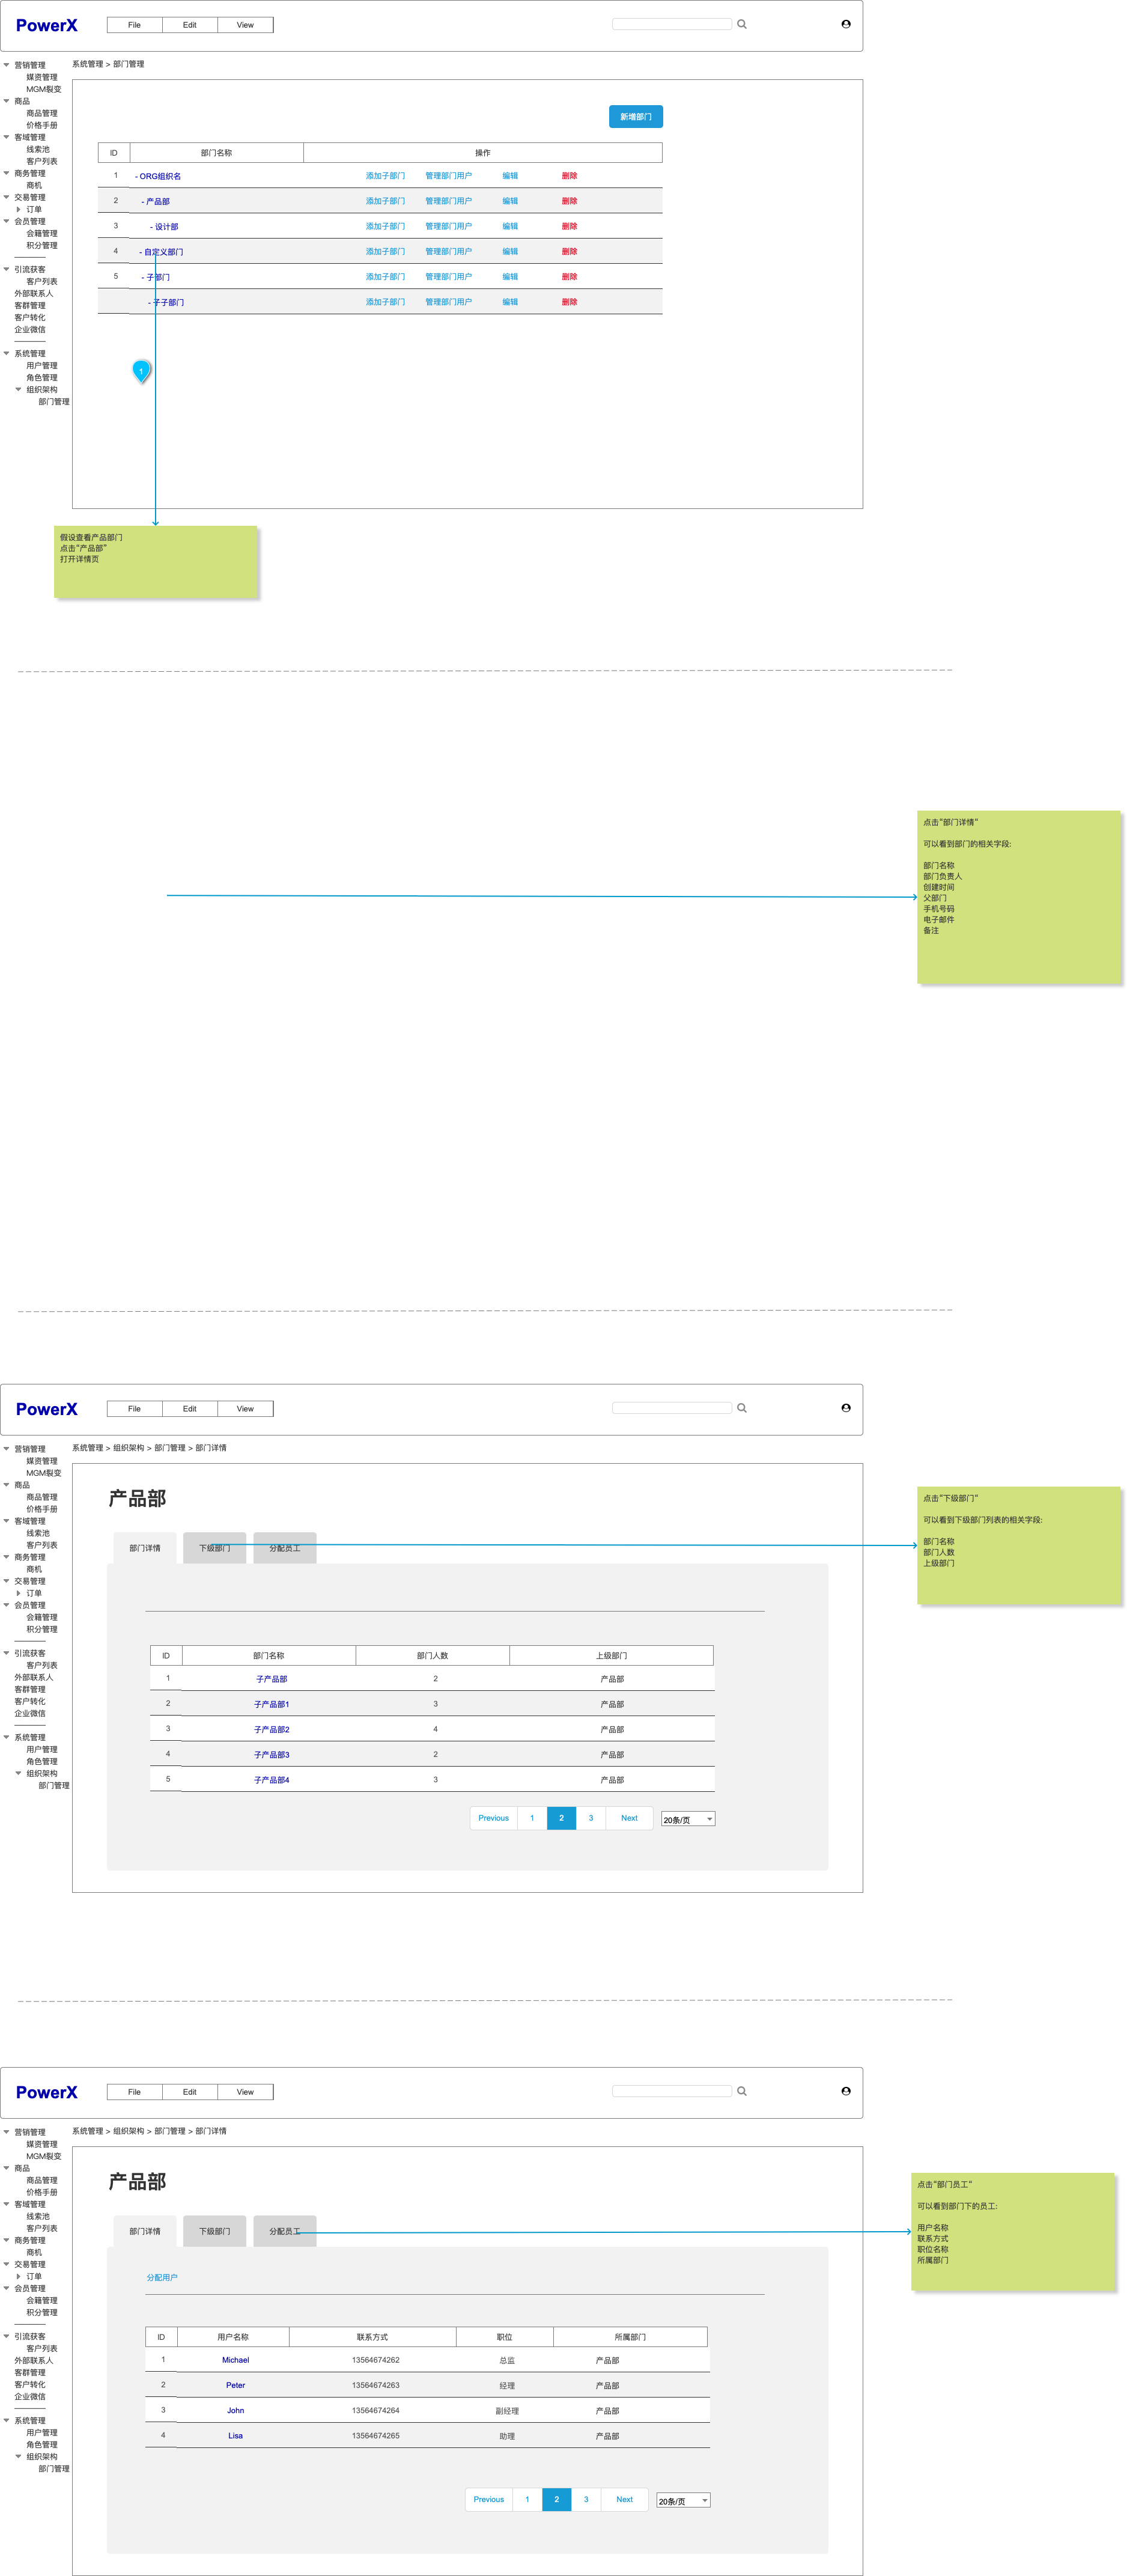 PowerX
File Edit View
营销管理
媒资管理
MGM裂变
商品
商品管理
价格手册
客域管理
线索池
客户列表
商务管理
商机
交易管理
订单
会员管理
会籍管理
积分管理
引流获客
客户列表
外部联系人
客群管理
客户转化
企业微信
系统管理
用户管理
角色管理
组织架构
部门管理
系统管理 > 部门管理
新增部门
ID 部门名称 操作
1 - ORG组织名 添加子部门 管理部门用户 编辑 删除
2 - 产品部 添加子部门 管理部门用户 编辑 删除
3 - 设计部 添加子部门 管理部门用户 编辑 删除
4 - 自定义部门 添加子部门 管理部门用户 编辑 删除
5 - 子部门 添加子部门 管理部门用户 编辑 删除
- 子子部门 添加子部门 管理部门用户 编辑 删除
1
假设查看产品部门
点击“产品部”
打开详情页
点击“部门详情“
可以看到部门的相关字段:
部门名称
部门负责人
创建时间
父部门
手机号码
电子邮件
备注
PowerX
File Edit View
营销管理
媒资管理
MGM裂变
商品
商品管理
价格手册
客域管理
线索池
客户列表
商务管理
商机
交易管理
订单
会员管理
会籍管理
积分管理
引流获客
客户列表
外部联系人
客群管理
客户转化
企业微信
系统管理
用户管理
角色管理
组织架构
部门管理
系统管理 > 组织架构 > 部门管理 > 部门详情
产品部
部门详情 下级部门 分配员工
ID 部门名称 部门人数 上级部门
1 子产品部 2 产品部
2 子产品部1 3 产品部
3 子产品部2 4 产品部
4 子产品部3 2 产品部
5 子产品部4 3 产品部
Previous 1 2 3 Next 20条/页
点击“下级部门“
可以看到下级部门列表的相关字段:
部门名称
部门人数
上级部门
PowerX
File Edit View
营销管理
媒资管理
MGM裂变
商品
商品管理
价格手册
客域管理
线索池
客户列表
商务管理
商机
交易管理
订单
会员管理
会籍管理
积分管理
引流获客
客户列表
外部联系人
客群管理
客户转化
企业微信
系统管理
用户管理
角色管理
组织架构
部门管理
系统管理 > 组织架构 > 部门管理 > 部门详情
产品部
部门详情 下级部门 分配员工
分配用户
ID 用户名称 联系方式 职位 所属部门
1 Michael 13564674262 总监 产品部
2 Peter 13564674263 经理 产品部
3 John 13564674264 副经理 产品部
4 Lisa 13564674265 助理 产品部
Previous 1 2 3 Next 20条/页
点击“部门员工“
可以看到部门下的员工:
用户名称
联系方式
职位名称
所属部门